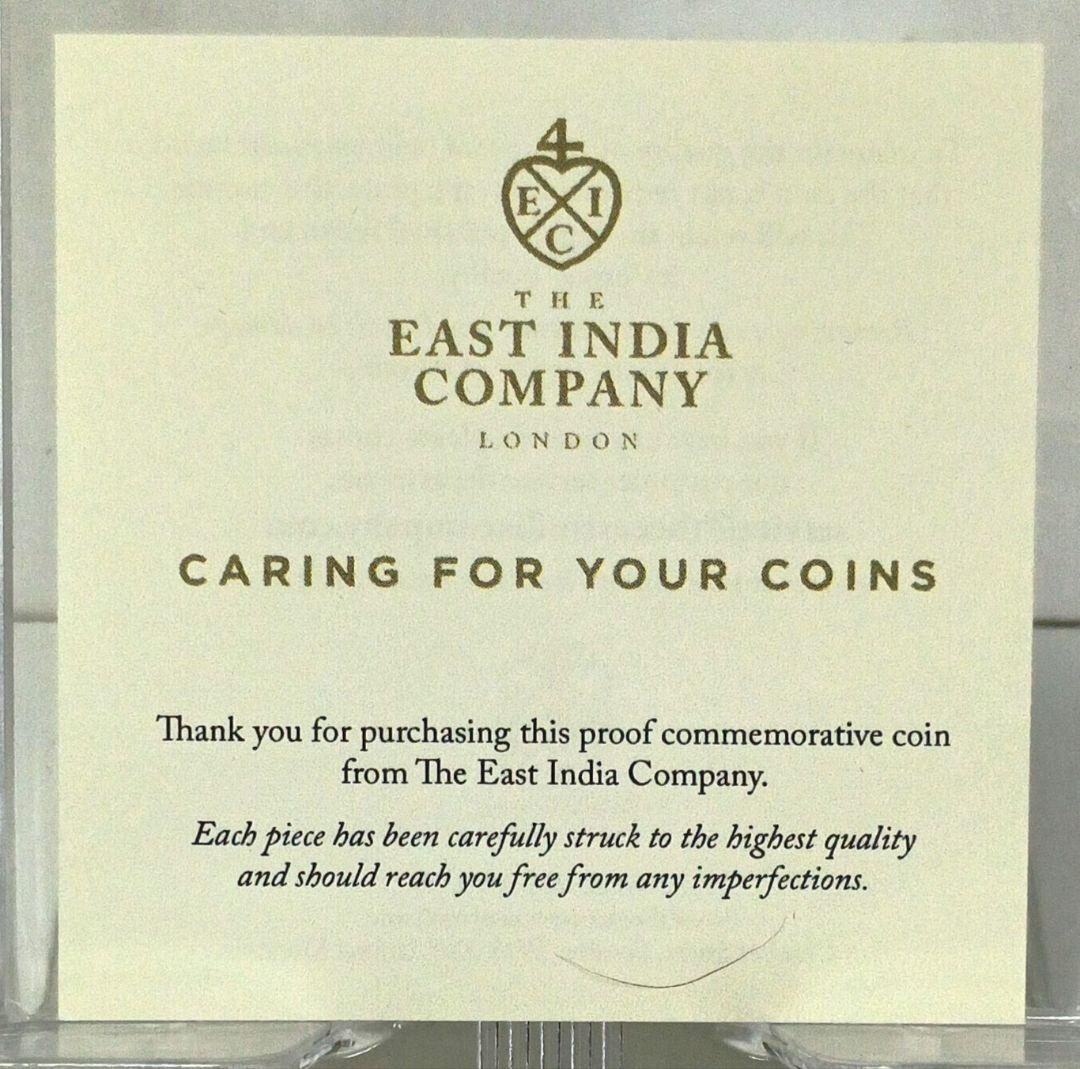 4
E I
C
THE
EAST INDIA
COMPANY
LONDON
CARING FOR YOUR COINS
Thank you for purchasing this proof commemorative coin
from The East India Company.
Each piece has been carefully struck to the highest quality
and should reach you free from any imperfections.